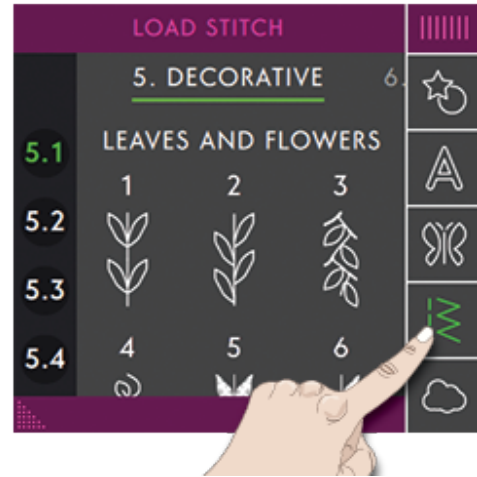 LOAD STITCH
5. DECORATIVE 6.
LEAVES AND FLOWERS
5.1
1 2 3
5.2
5.3
5.4
4 5 6
A